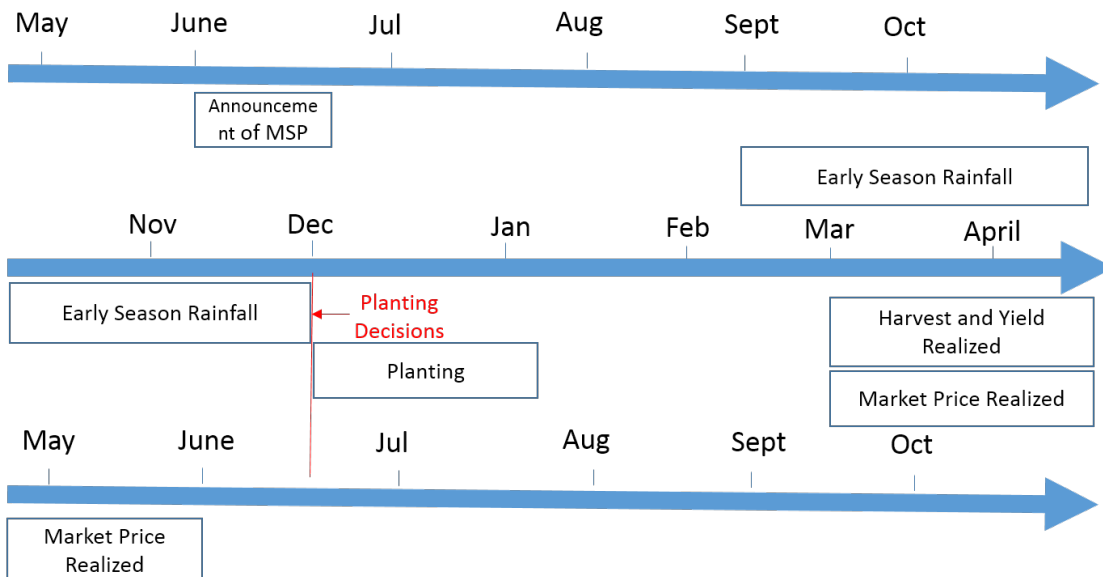 May June Jul Aug Sept Oct
Announceme
nt of MSP
Early Season Rainfall
Nov Dec Jan Feb Mar April
Early Season Rainfall
Planting
Decisions
Planting
Harvest and Yield
Realized
Market Price Realized
May June Jul Aug Sept Oct
Market Price
Realized